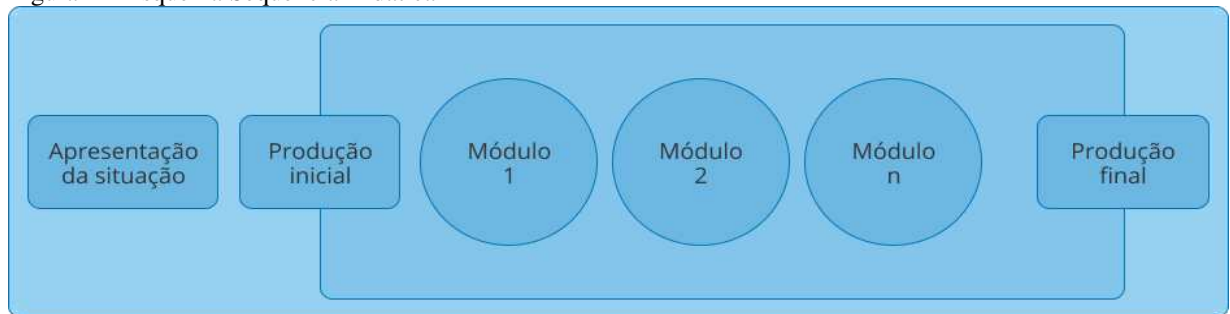 Apresentação
da situação
Produção
inicial
Módulo
1
Módulo
2
Módulo
n
Produção
final